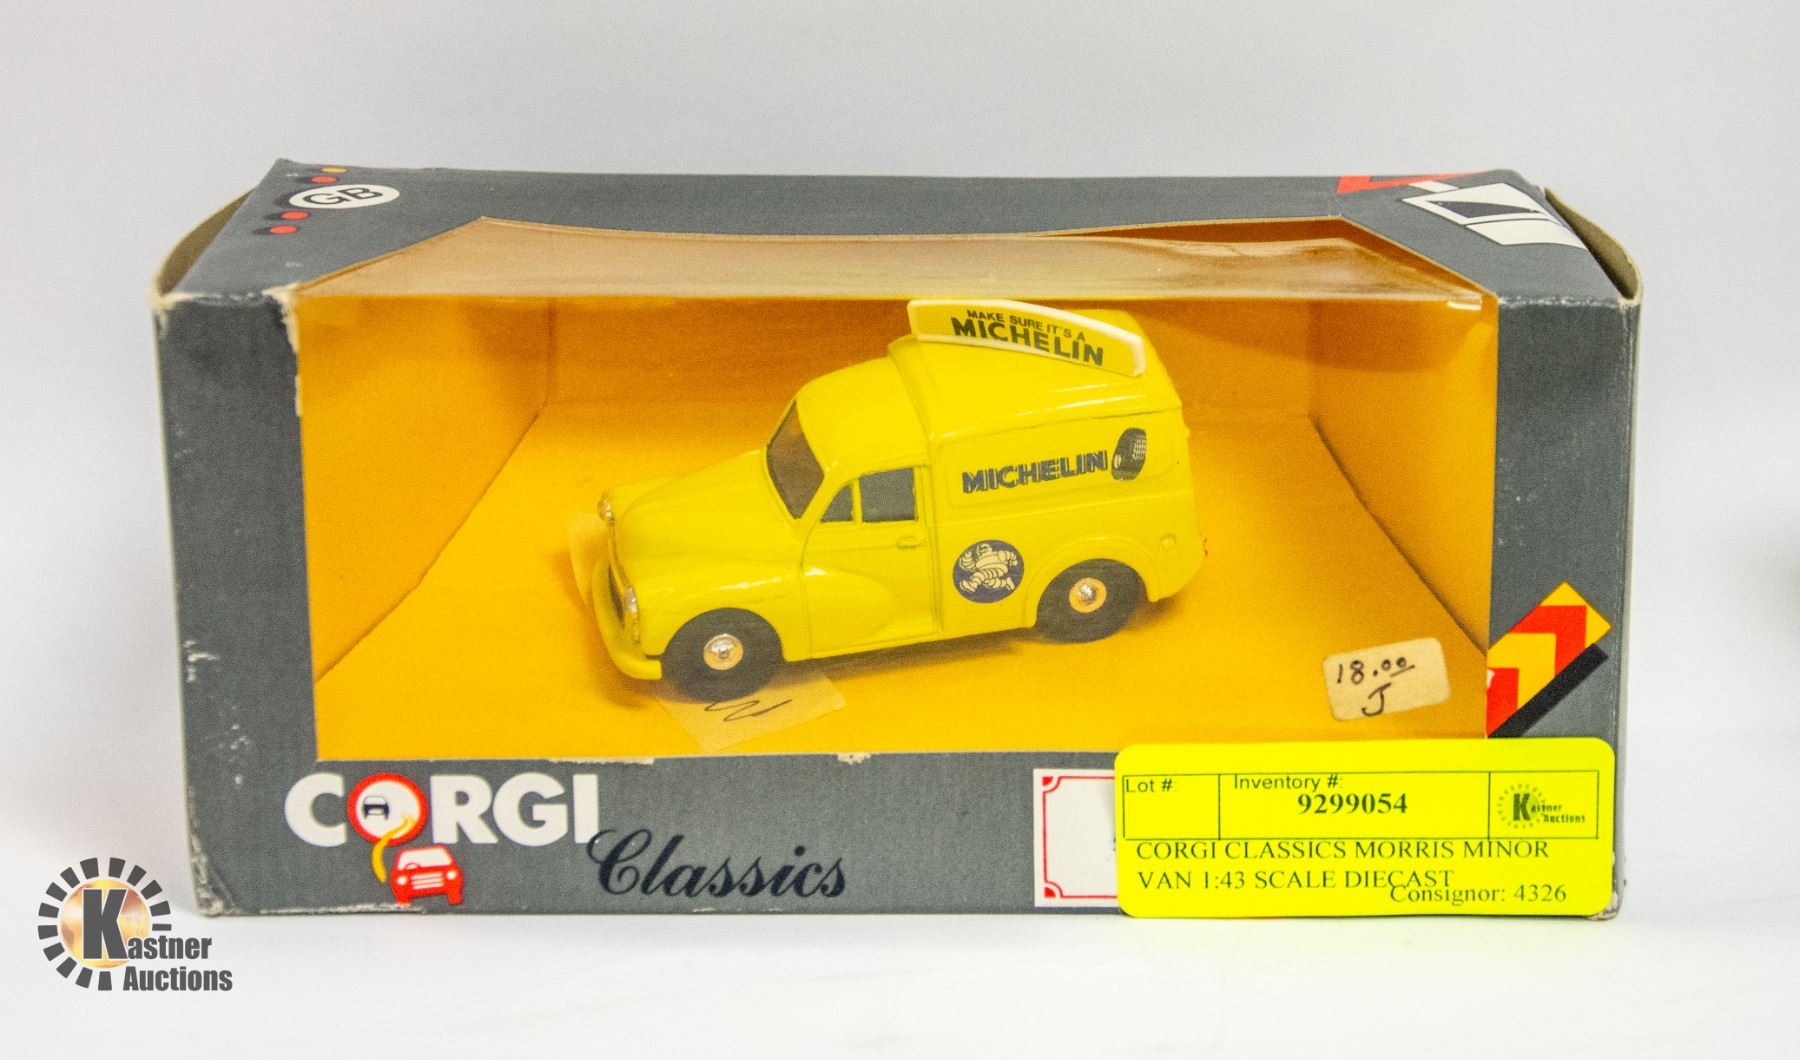 GB
MAKE SURE IT'S A
MICHELIN
MICHELIN
18.00
J
CORGI
Classics
Lot #:
Inventory #:
9299054
Kastner
Auctions
CORGI CLASSICS MORRIS MINOR
VAN 1:43 SCALE DIECAST
Consignor: 4326
Kastner
Auctions